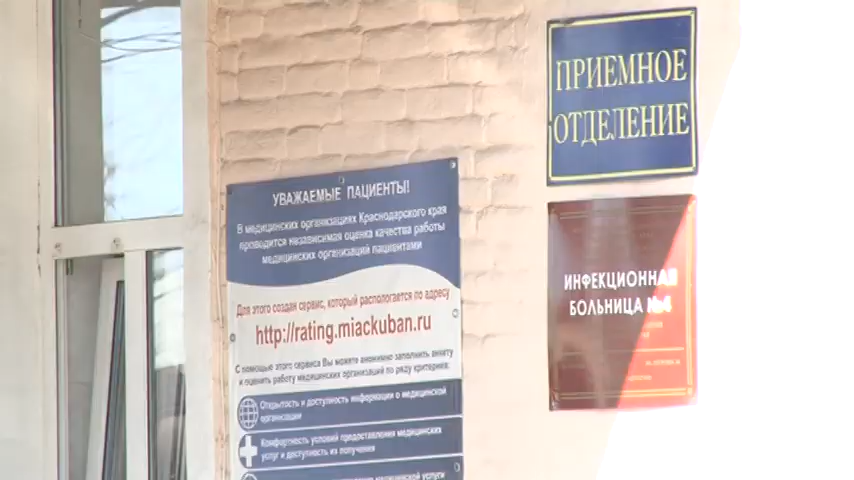 ПРИЕМНОЕ
ОТДЕЛЕНИЕ
УВАЖАЕМЫЕ ПАЦИЕНТЫ!
В медицинских организациях Краснодарского края
проводится независимая оценка качества работы
медицинских организаций пациентами
Для этого создан сервис, который распологается по адресу
http://rating.miackuban.ru
С помощью этого сервиса Вы можете анонимно заполнить анкету
и оценить работу медицинских организаций по ряду критериев:
Открытость и доступность информации о медицинской
организации
Комфортность условий предоставления медицинских
услуг и доступность их получения
медицинской услуги
ИНФЕКЦИОННАЯ
БОЛЬНИЦА №4